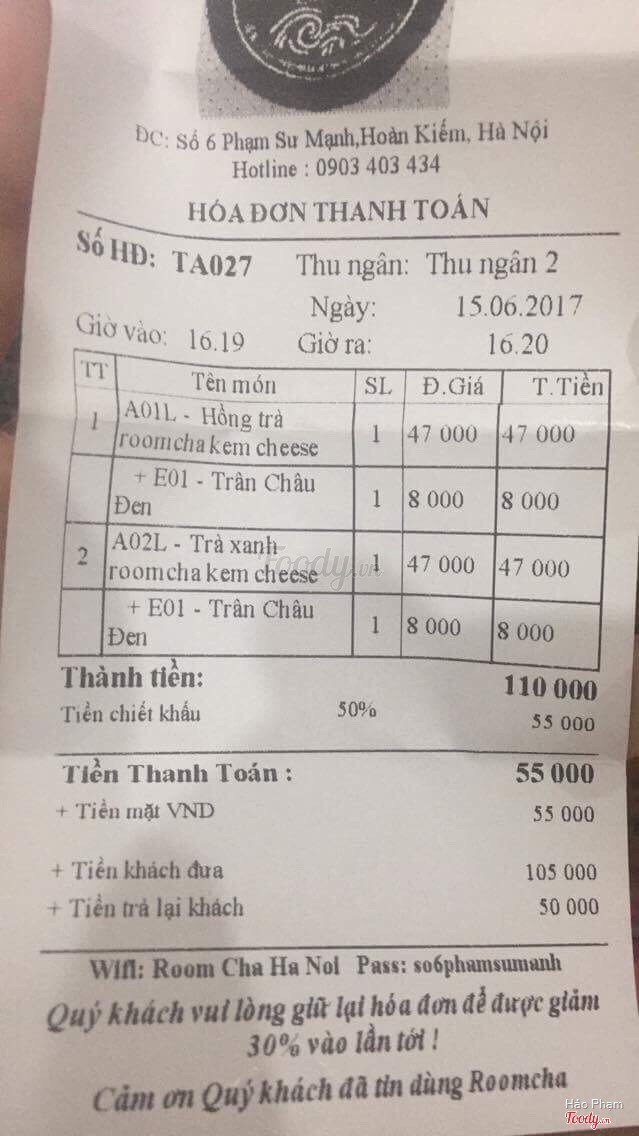 ĐC: Số 6 Phạm Sư Mạnh,Hoàn Kiếm, Hà Nội
Hotline : 0903 403 434
HÓA ĐƠN THANH TOÁN
Số HĐ: TA027 Thu ngân: Thu ngân 2
Ngày: 15.06.2017
Giờ vào: 16.19 Giờ ra: 16.20
TT Tên món SL Đ.Giá T.Tiền
1 A01L - Hồng trà
roomcha kem cheese 1 47 000 47 000
+ E01 - Trân Châu
Đen 1 8 000 8 000
2 A02L - Trà xanh
roomcha kem cheese 1 47 000 47 000
+ E01 - Trân Châu
Đen 1 8 000 8 000
Foody.vn
Thành tiền: 110 000
Tiền chiết khấu 50% 55 000
Tiền Thanh Toán : 55 000
+ Tiền mặt VND 55 000
+ Tiền khách đưa 105 000
+ Tiền trả lại khách 50 000
Wifi: Room Cha Ha Noi Pass: so6phamsumanh
Quý khách vui lòng giữ lại hóa đơn để được giảm
30% vào lần tới !
Cảm ơn Quý khách đã tin dùng Roomcha
Hảo Phạm
Foody.vn